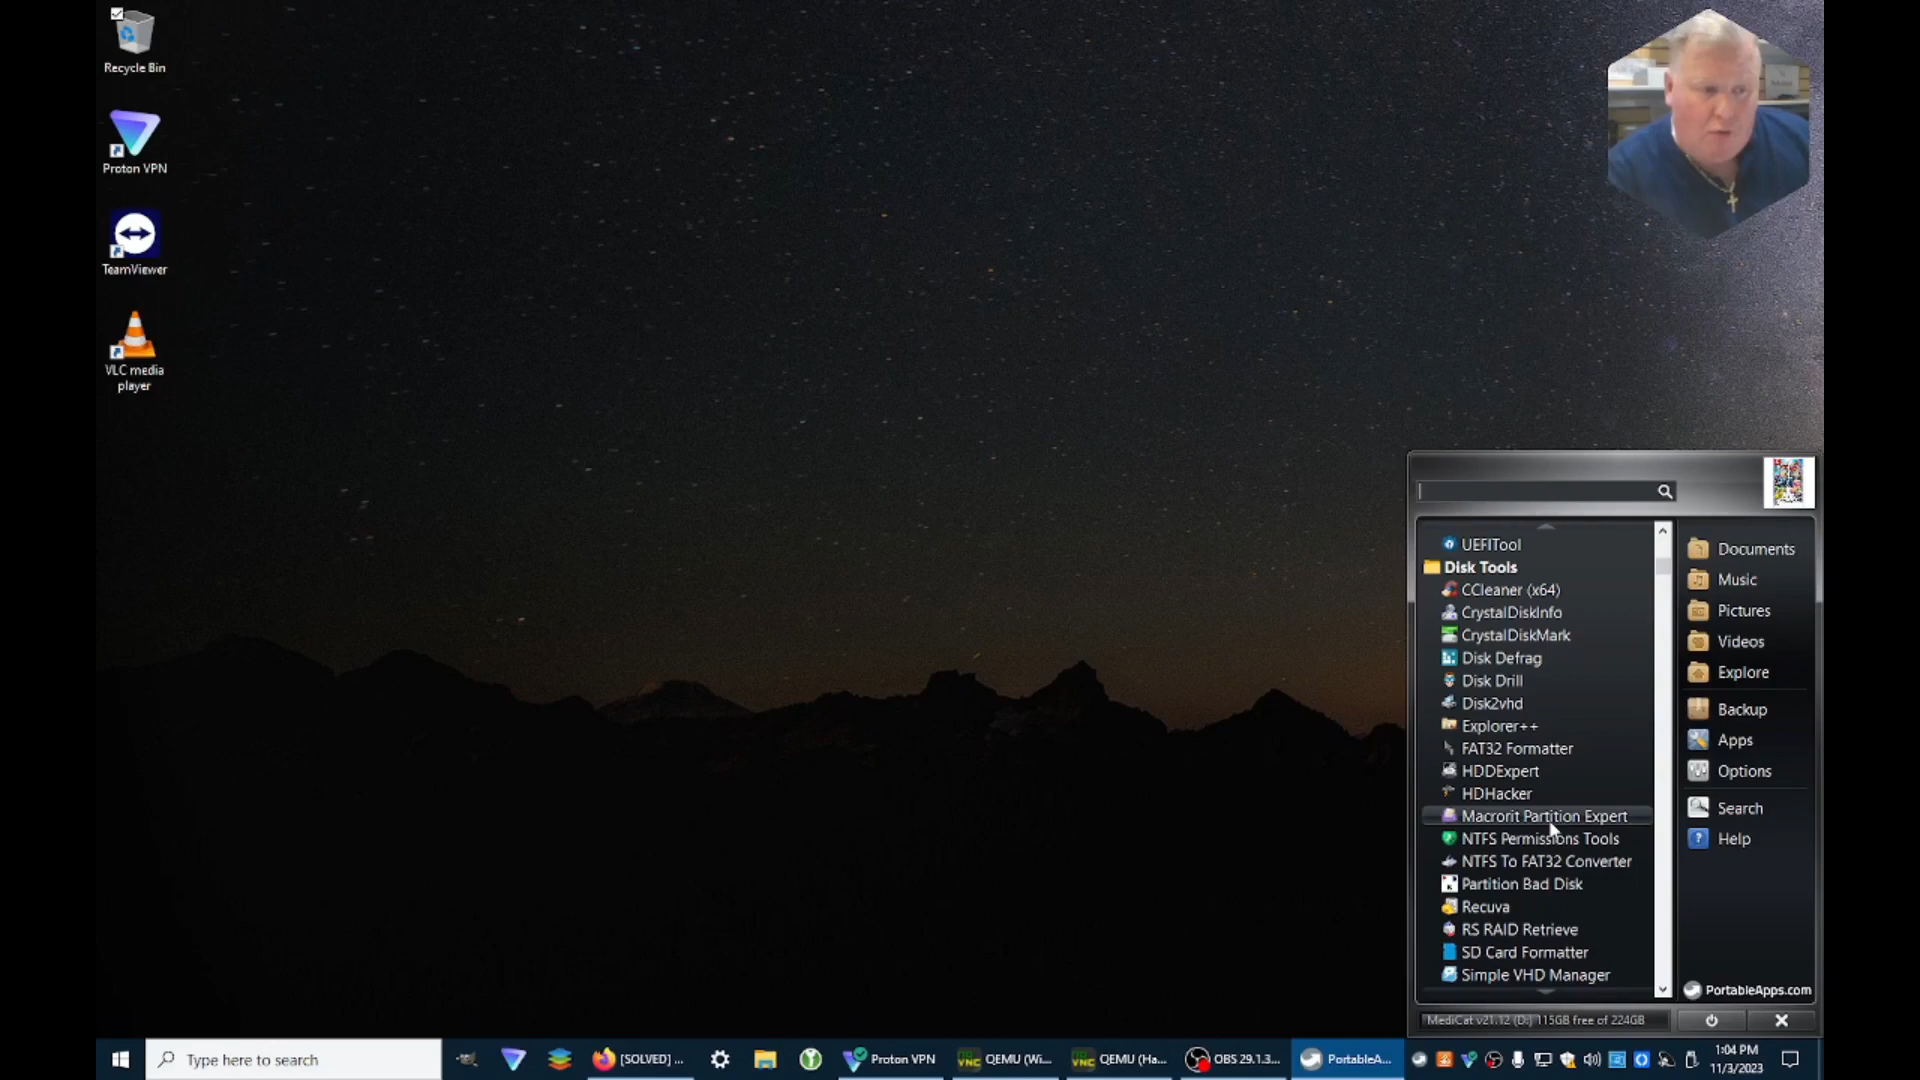 Recycle Bin
Proton VPN
TeamViewer
VLC media
player
UEFITool
Disk Tools
CCleaner (x64)
CrystalDiskInfo
CrystalDiskMark
Disk Defrag
Disk Drill
Disk2vhd
Explorer++
FAT32 Formatter
HDDExpert
HDHacker
Macrorit Partition Expert
NTFS Permissions Tools
NTFS To FAT32 Converter
Partition Bad Disk
Recuva
RS RAID Retrieve
SD Card Formatter
Simple VHD Manager
Documents
Music
Pictures
Videos
Explore
Backup
Apps
Options
Search
Help
PortableApps.com
MediCat v21.12 (D:) 115GB free of 224GB
Type here to search
[SOLVED] ...
Proton VPN
QEMU (Wi...
QEMU (Ha...
OBS 29.1.3...
PortableA...
1:04 PM
11/3/2023